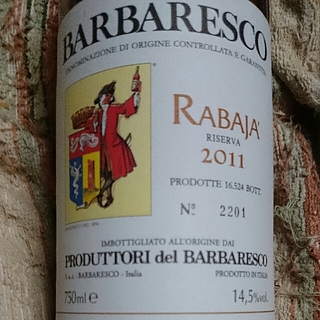 BARBARESCO
DENOMINAZIONE DI ORIGINE CONTROLLATA E GARANTITA
RABAJA'
RISERVA
2011
PRODOTTE 16.524 BOTT.
Nº 2201
IMBOTTIGLIATO ALL'ORIGINE DAI
PRODUTTORI del BARBARESCO
S.a.c. - BARBARESCO - Italia PRODOTTO IN ITALIA
750ml e 14,5%vol.